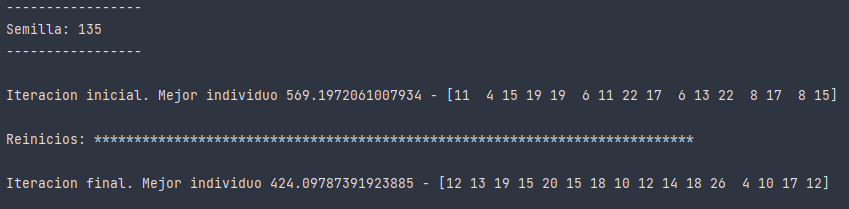 -----------------
Semilla: 135
-----------------
Iteracion inicial. Mejor individuo 569.1972061007934 - [11  4 15 19 19  6 11 22 17  6 13 22  8 17  8 15]
Reinicios: ***************************************************************************
Iteracion final. Mejor individuo 424.09787391923885 - [12 13 19 15 20 15 18 10 12 14 18 26  4 10 17 12]